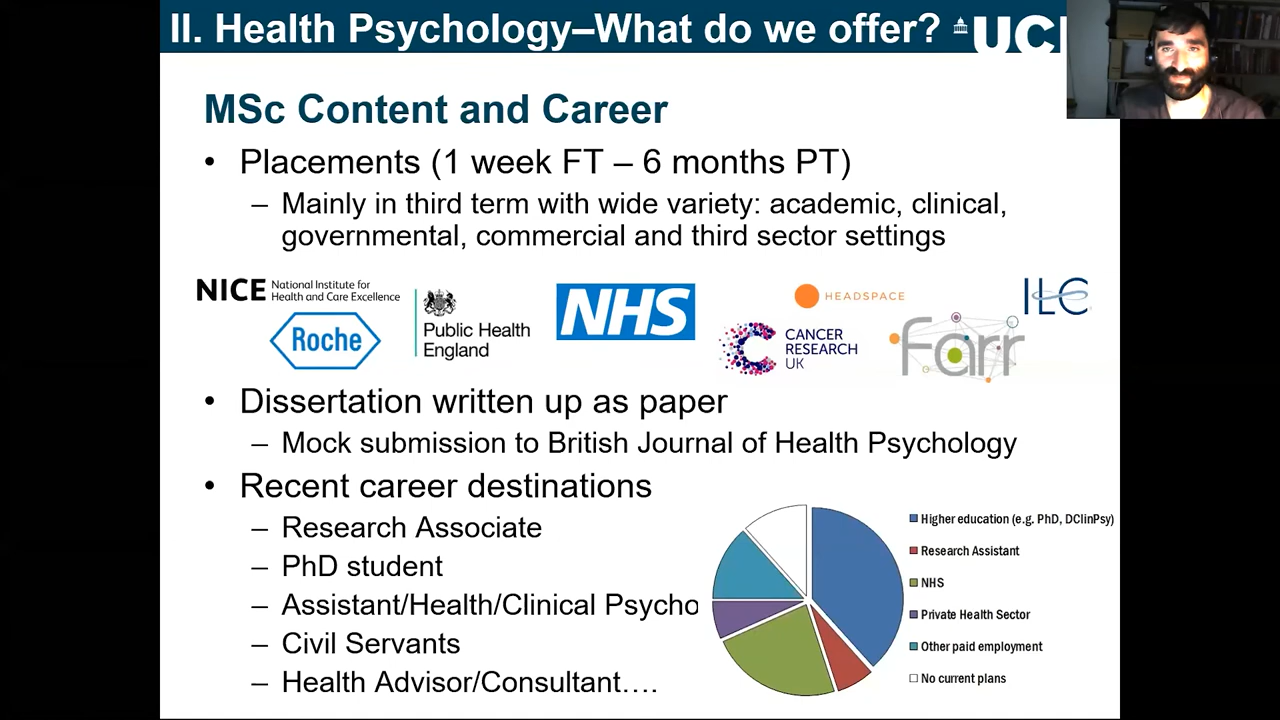 II. Health Psychology–What do we offer?
UCL
MSc Content and Career
• Placements (1 week FT – 6 months PT)
– Mainly in third term with wide variety: academic, clinical,
governmental, commercial and third sector settings
NICE National Institute for
Health and Care Excellence
Roche
Public Health
England
NHS
HEADSPACE
CANCER
RESEARCH
UK
farr
ILC
• Dissertation written up as paper
– Mock submission to British Journal of Health Psychology
• Recent career destinations
– Research Associate
– PhD student
– Assistant/Health/Clinical Psycho
– Civil Servants
– Health Advisor/Consultant….
Higher education (e.g. PhD, DClinPsy)
Research Assistant
NHS
Private Health Sector
Other paid employment
No current plans